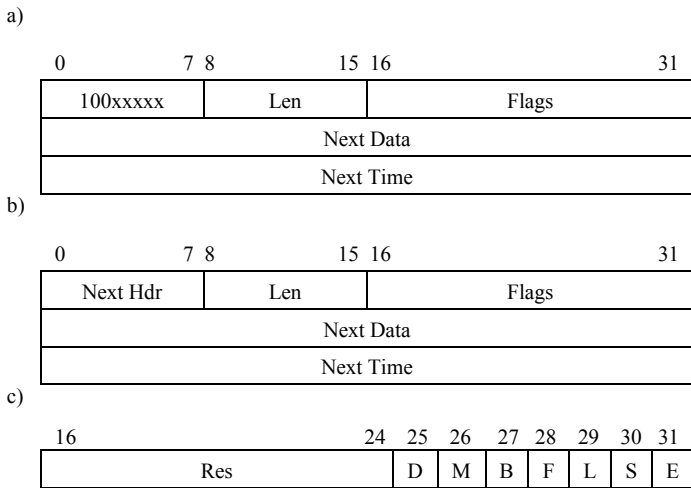 a)
0 7 8 15 16 31
100xxxxx Len Flags
Next Data
Next Time
b)
0 7 8 15 16 31
Next Hdr Len Flags
Next Data
Next Time
c)
16 24 25 26 27 28 29 30 31
Res D M B F L S E